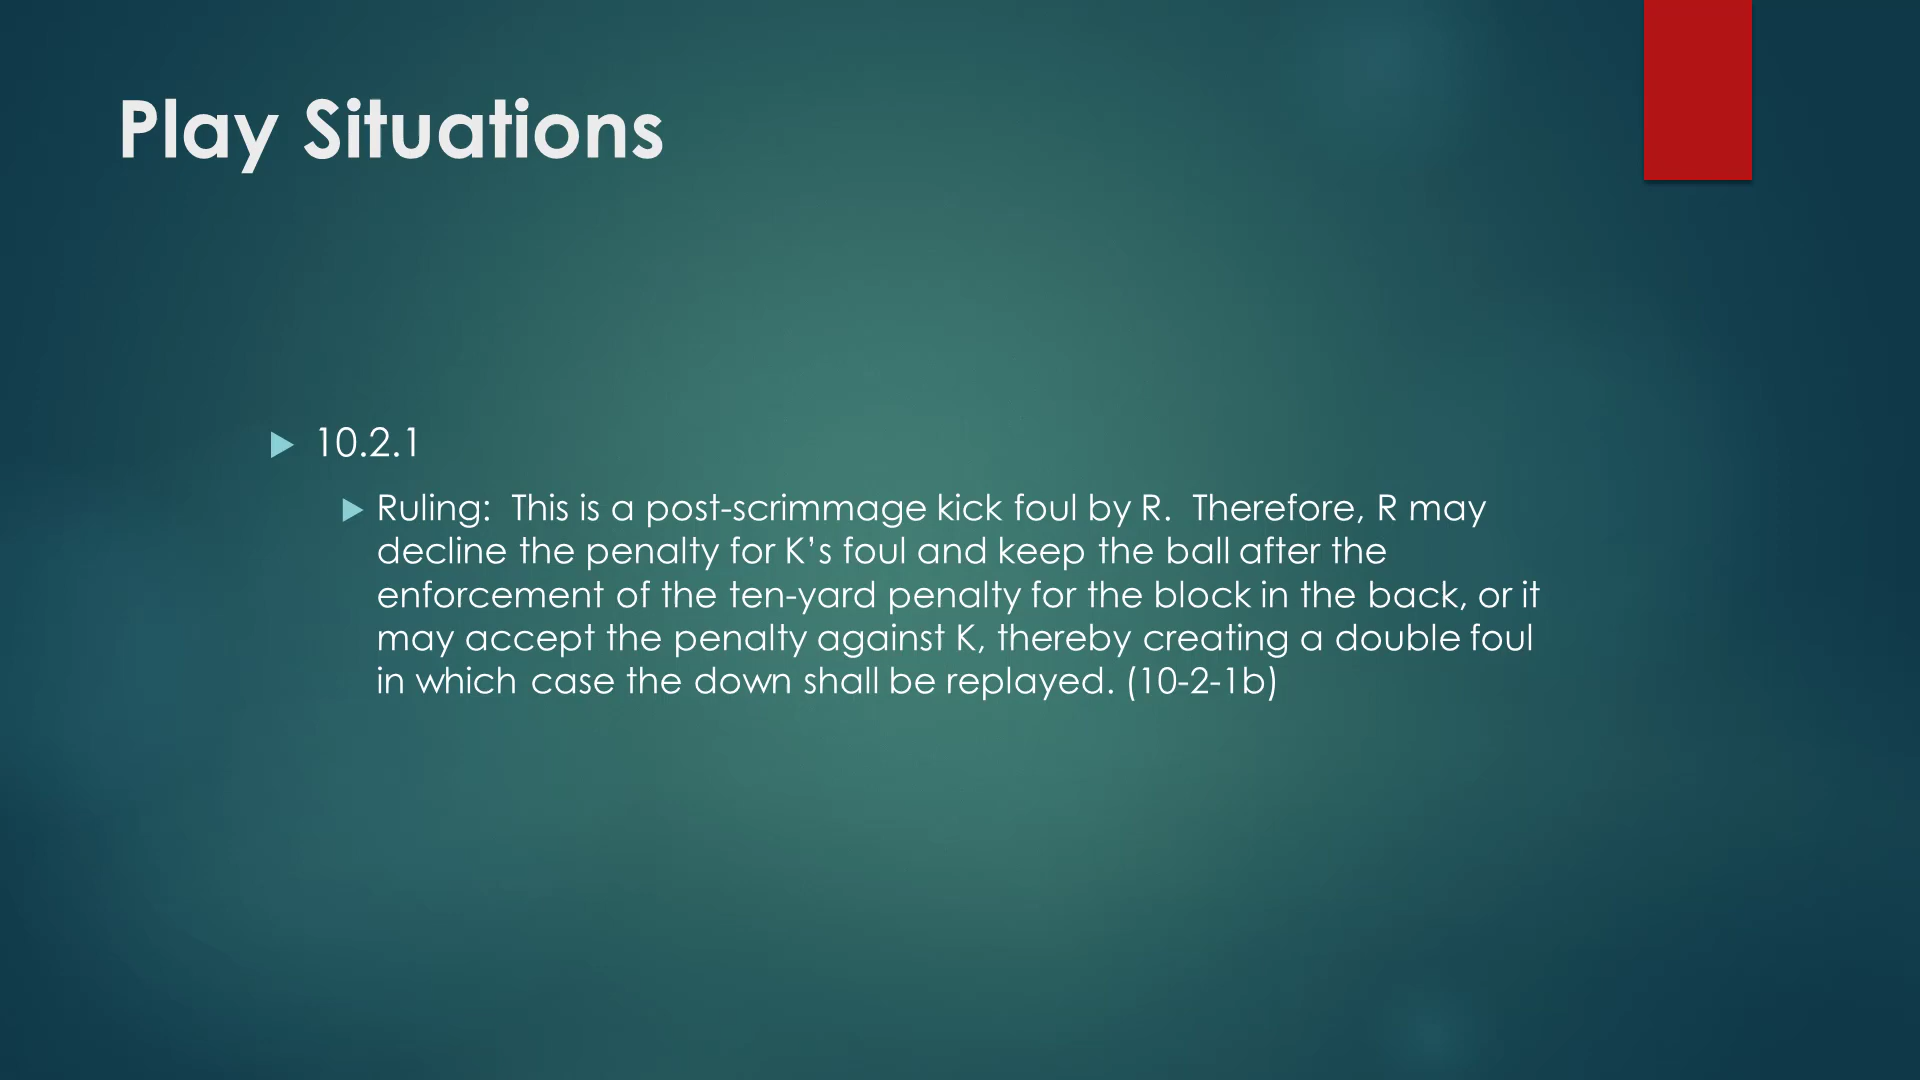 Play Situations
10.2.1
Ruling:  This is a post-scrimmage kick foul by R.  Therefore, R may
decline the penalty for K’s foul and keep the ball after the
enforcement of the ten-yard penalty for the block in the back, or it
may accept the penalty against K, thereby creating a double foul
in which case the down shall be replayed. (10-2-1b)